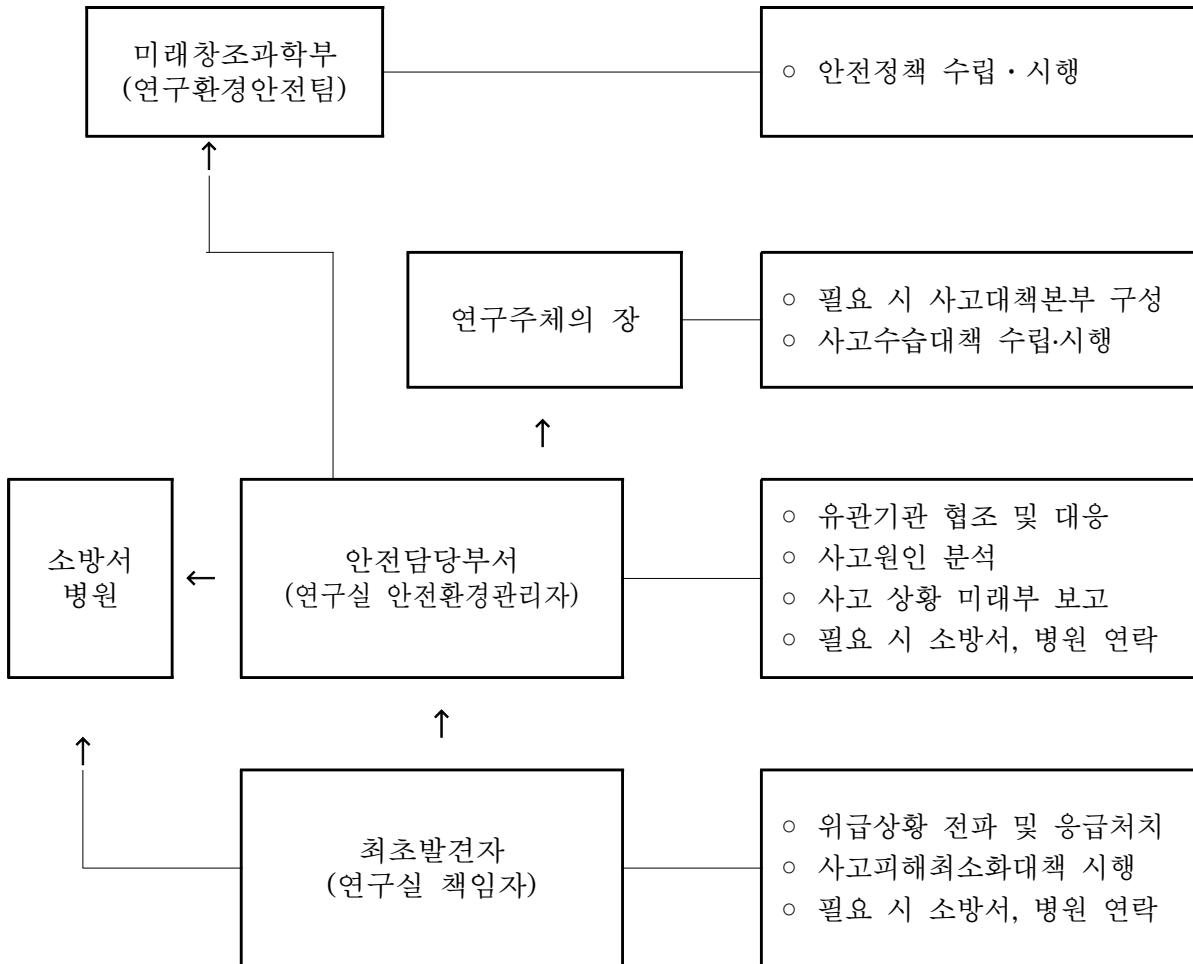 미래창조과학부
(연구환경안전팀)
○ 안전정책 수립・시행
↑
연구주체의 장
○ 필요 시 사고대책본부 구성
○ 사고수습대책 수립·시행
↑
소방서
병원
←
안전담당부서
(연구실 안전환경관리자)
○ 유관기관 협조 및 대응
○ 사고원인 분석
○ 사고 상황 미래부 보고
○ 필요 시 소방서, 병원 연락
↑
↑
최초발견자
(연구실 책임자)
○ 위급상황 전파 및 응급처치
○ 사고피해최소화대책 시행
○ 필요 시 소방서, 병원 연락